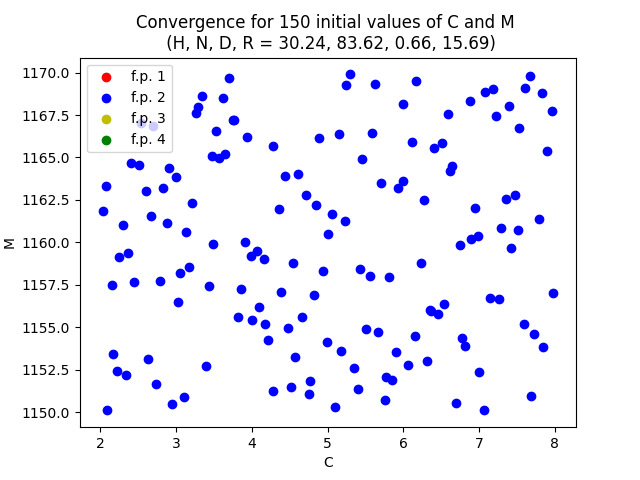 Convergence for 150 initial values of C and M
(H, N, D, R = 30.24, 83.62, 0.66, 15.69)
f.p. 1
f.p. 2
f.p. 3
f.p. 4
1170.0
1167.5
1165.0
1162.5
1160.0
1157.5
1155.0
1152.5
1150.0
M
2 3 4 5 6 7 8
C